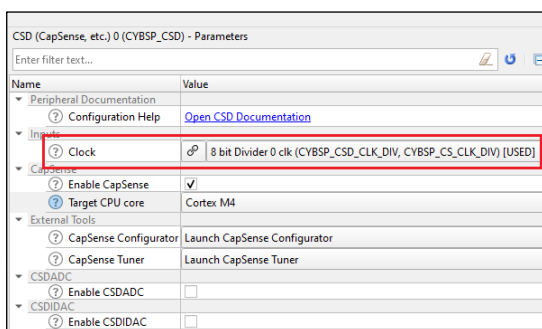 CSD (CapSense, etc.) 0 (CYBSP_CSD) - Parameters
Enter filter text...
Name Value
Peripheral Documentation
Configuration Help Open CSD Documentation
Inputs
Clock 8 bit Divider 0 clk (CYBSP_CSD_CLK_DIV, CYBSP_CS_CLK_DIV) [USED]
CapSense
Enable CapSense
Target CPU core Cortex M4
External Tools
CapSense Configurator Launch CapSense Configurator
CapSense Tuner Launch CapSense Tuner
CSDADC
Enable CSDADC
CSDIDAC
Enable CSDIDAC